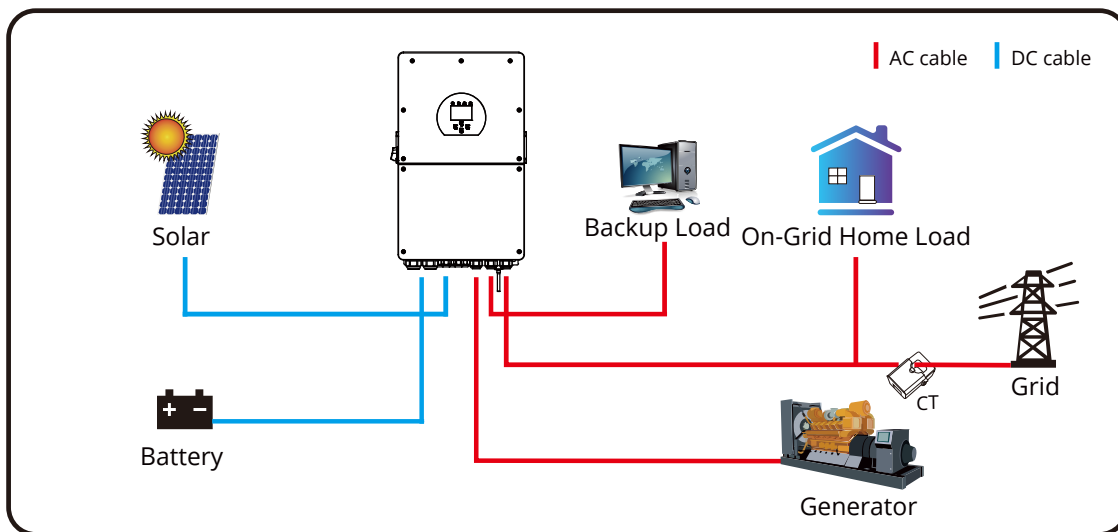 AC cable
DC cable
Solar
Backup Load
On-Grid Home Load
Grid
CT
Battery
Generator